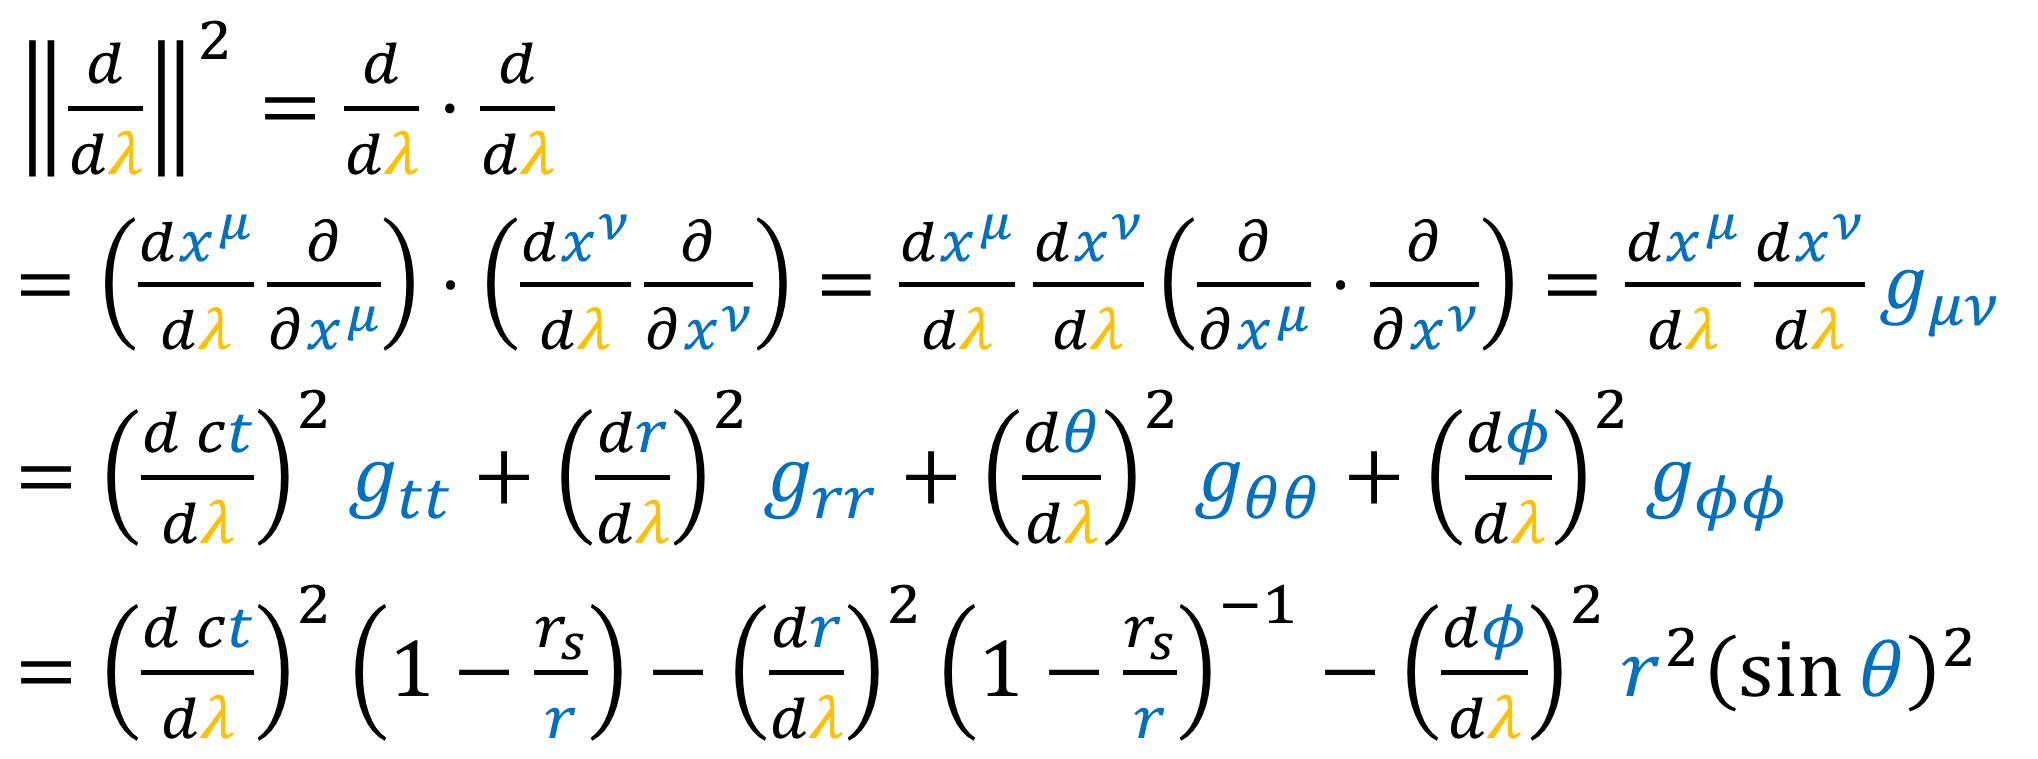 ‖d/dλ‖² = d/dλ · d/dλ
= (dx^μ/dλ ∂/∂x^μ) · (dx^ν/dλ ∂/∂x^ν) = dx^μ/dλ dx^ν/dλ (∂/∂x^μ · ∂/∂x^ν) = dx^μ/dλ dx^ν/dλ g_μν
= (d ct/dλ)² g_tt + (dr/dλ)² g_rr + (dθ/dλ)² g_θθ + (dϕ/dλ)² g_ϕϕ
= (d ct/dλ)² (1 − r_s/r) − (dr/dλ)² (1 − r_s/r)^−1 − (dϕ/dλ)² r²(sin θ)²